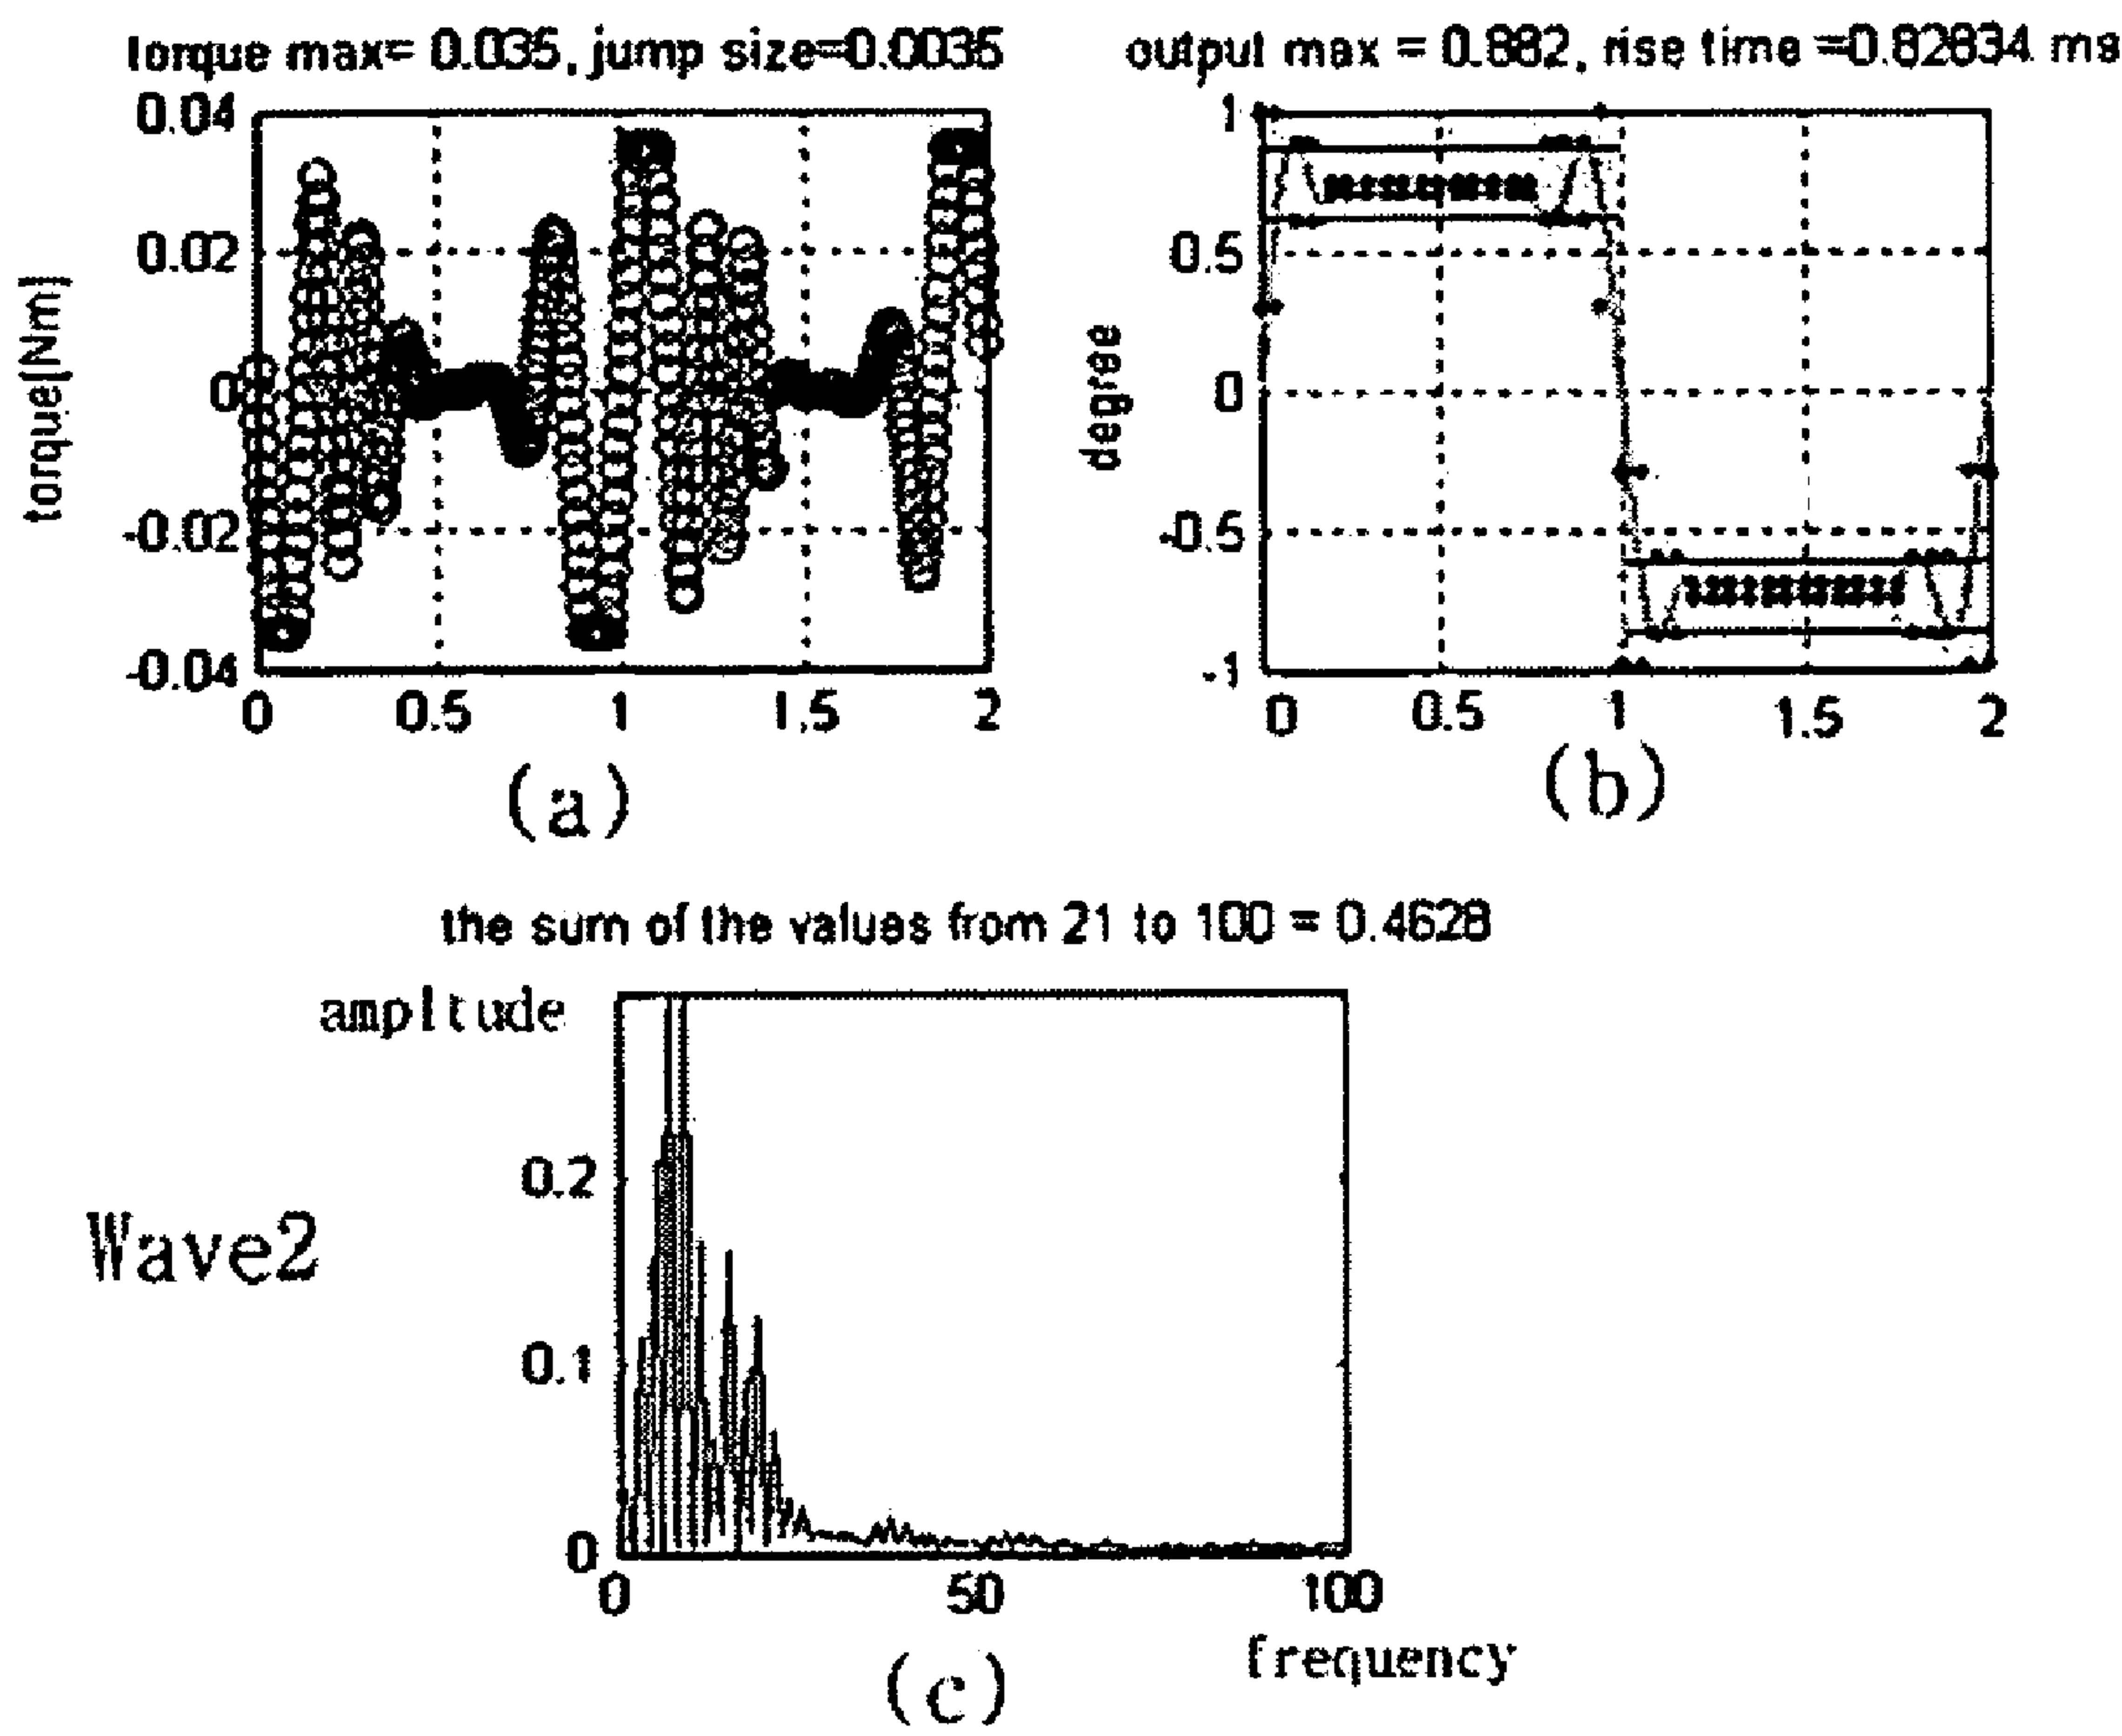 torque max= 0.035, jump size=0.0035
0.04
0.02
0
-0.02
-0.04
torque[Nm]
0
0.5
1
1.5
2
(a)
output max = 0.882, rise time =0.82834 ms
1
0.5
0
-0.5
-1
degree
0
0.5
1
1.5
2
(b)
the sum of the values from 21 to 100 = 0.4628
ampltude
0.2
0.1
0
Wave2
0
50
100
frequency
(c)